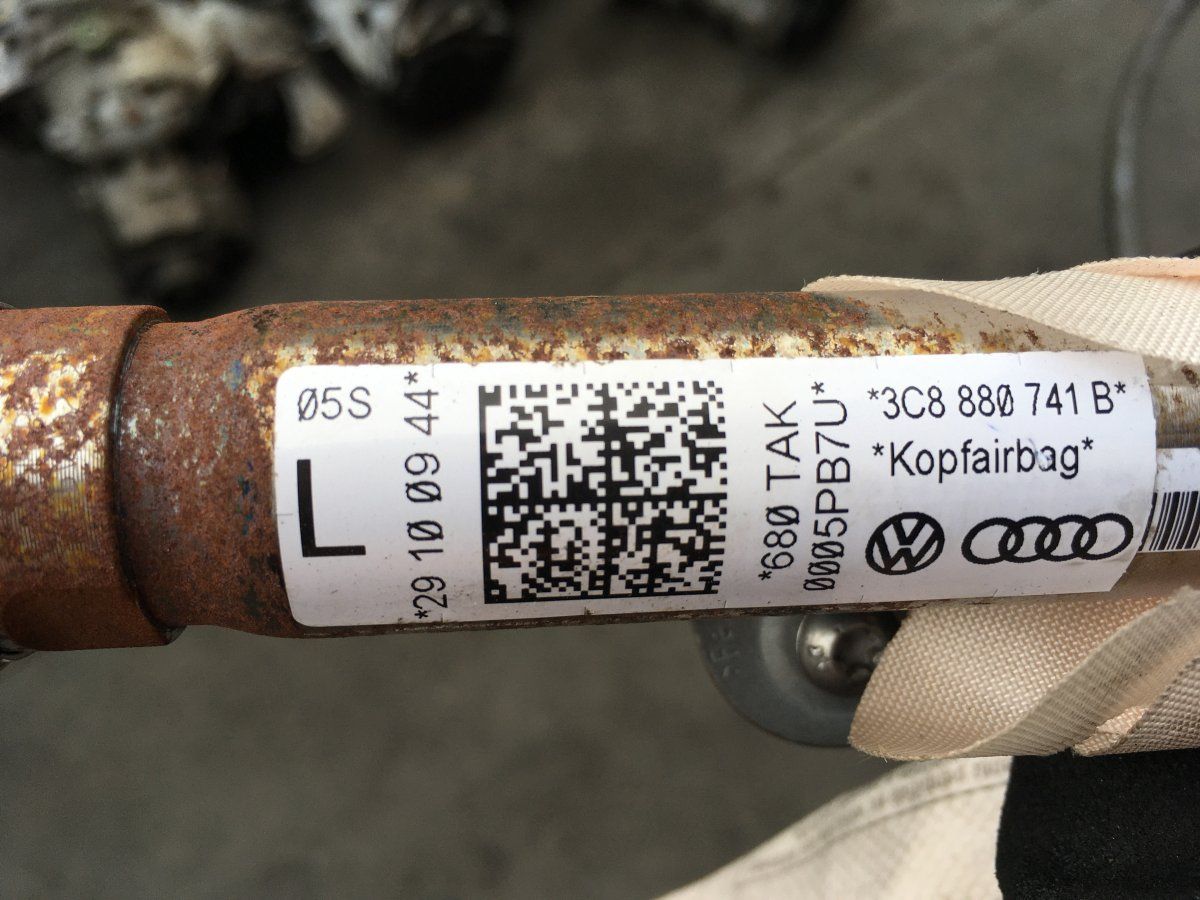 Ø5S
L
*29 1Ø Ø9 44*
*68Ø TAK
ØØØ5PB7U*
*3C8 88Ø 741 B*
*Kopfairbag*